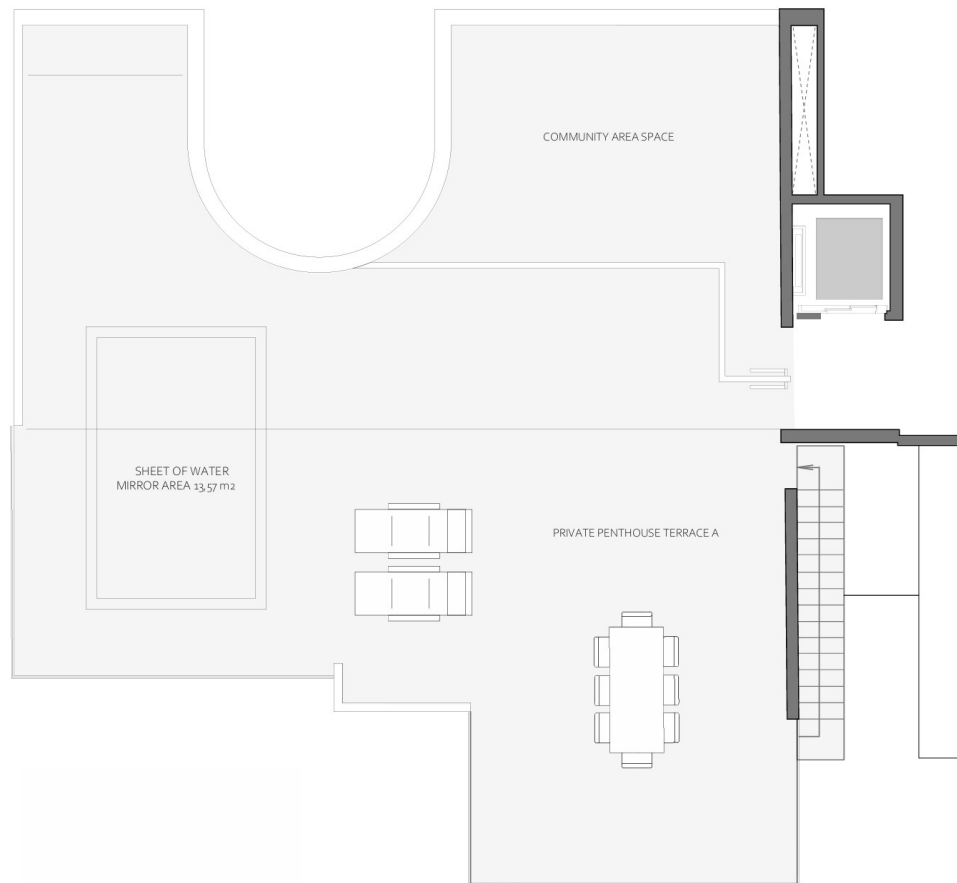 COMMUNITY AREA SPACE
SHEET OF WATER
MIRROR AREA 13,57 m2
PRIVATE PENTHOUSE TERRACE A